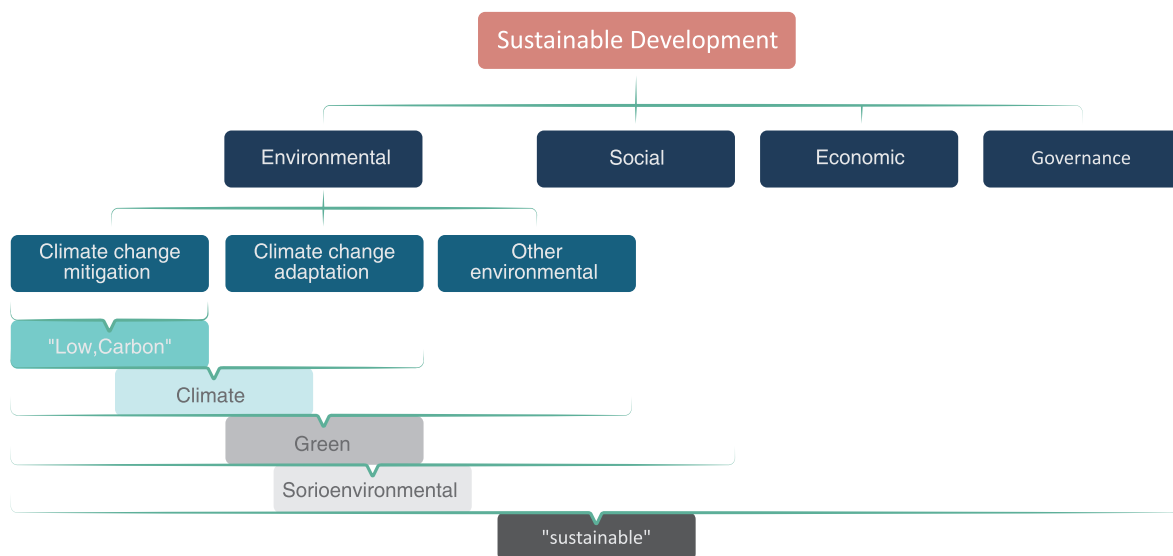 Sustainable Development
Environmental
Social
Economic
Governance
Climate change
mitigation
Climate change
adaptation
Other
environmental
"Low,Carbon"
Climate
Green
Sorioenvironmental
"sustainable"